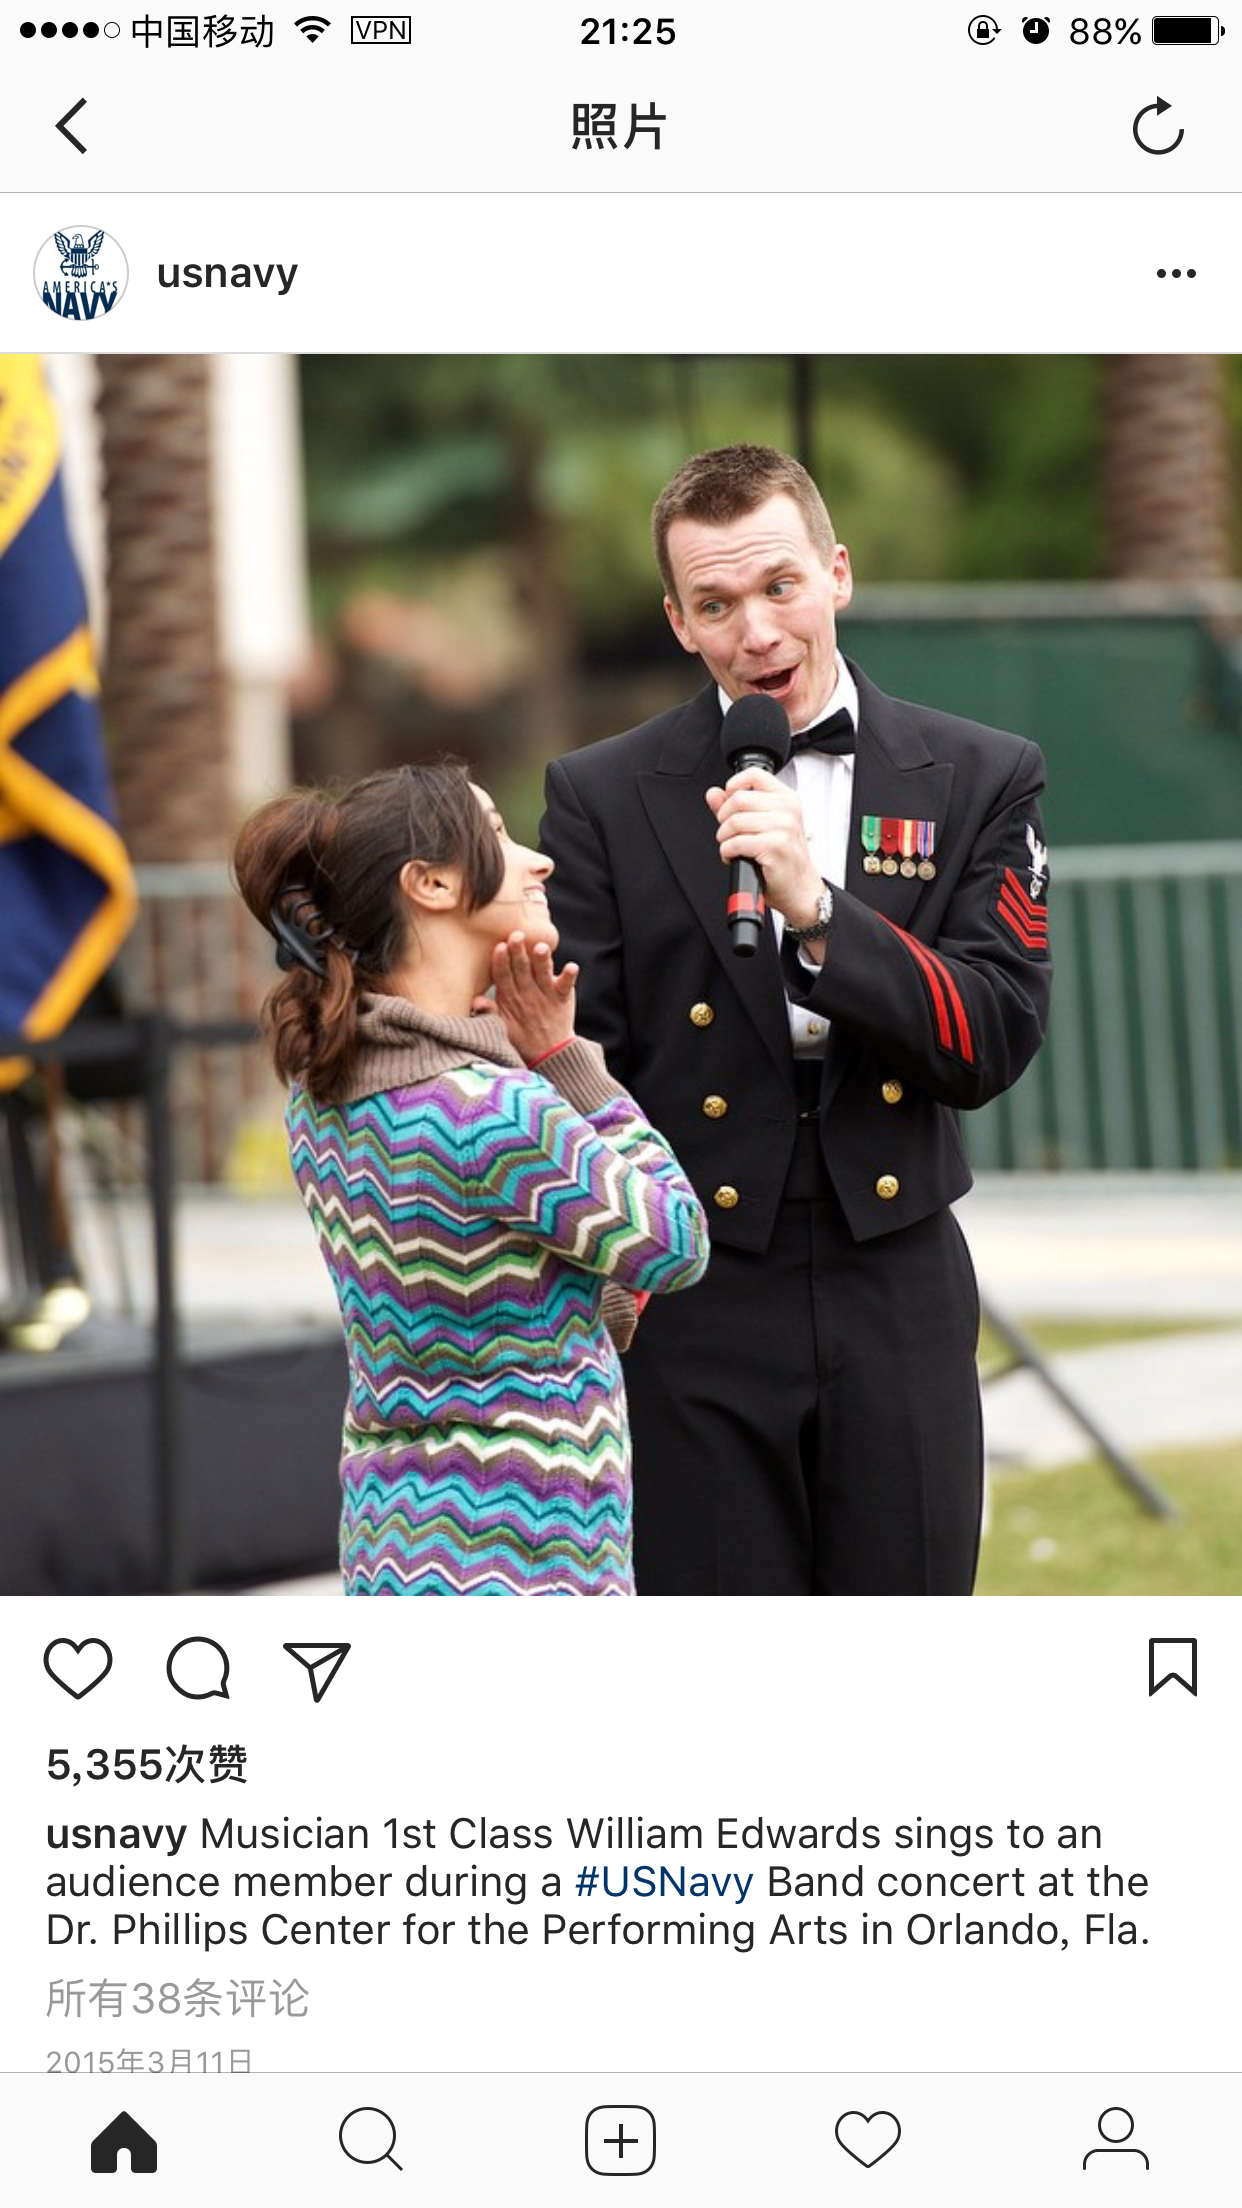 中国移动 VPN 21:25 88%
照片
AMERICA'S
NAVY
usnavy
5,355次赞
usnavy Musician 1st Class William Edwards sings to an
audience member during a #USNavy Band concert at the
Dr. Phillips Center for the Performing Arts in Orlando, Fla.
所有38条评论
2015年3月11日